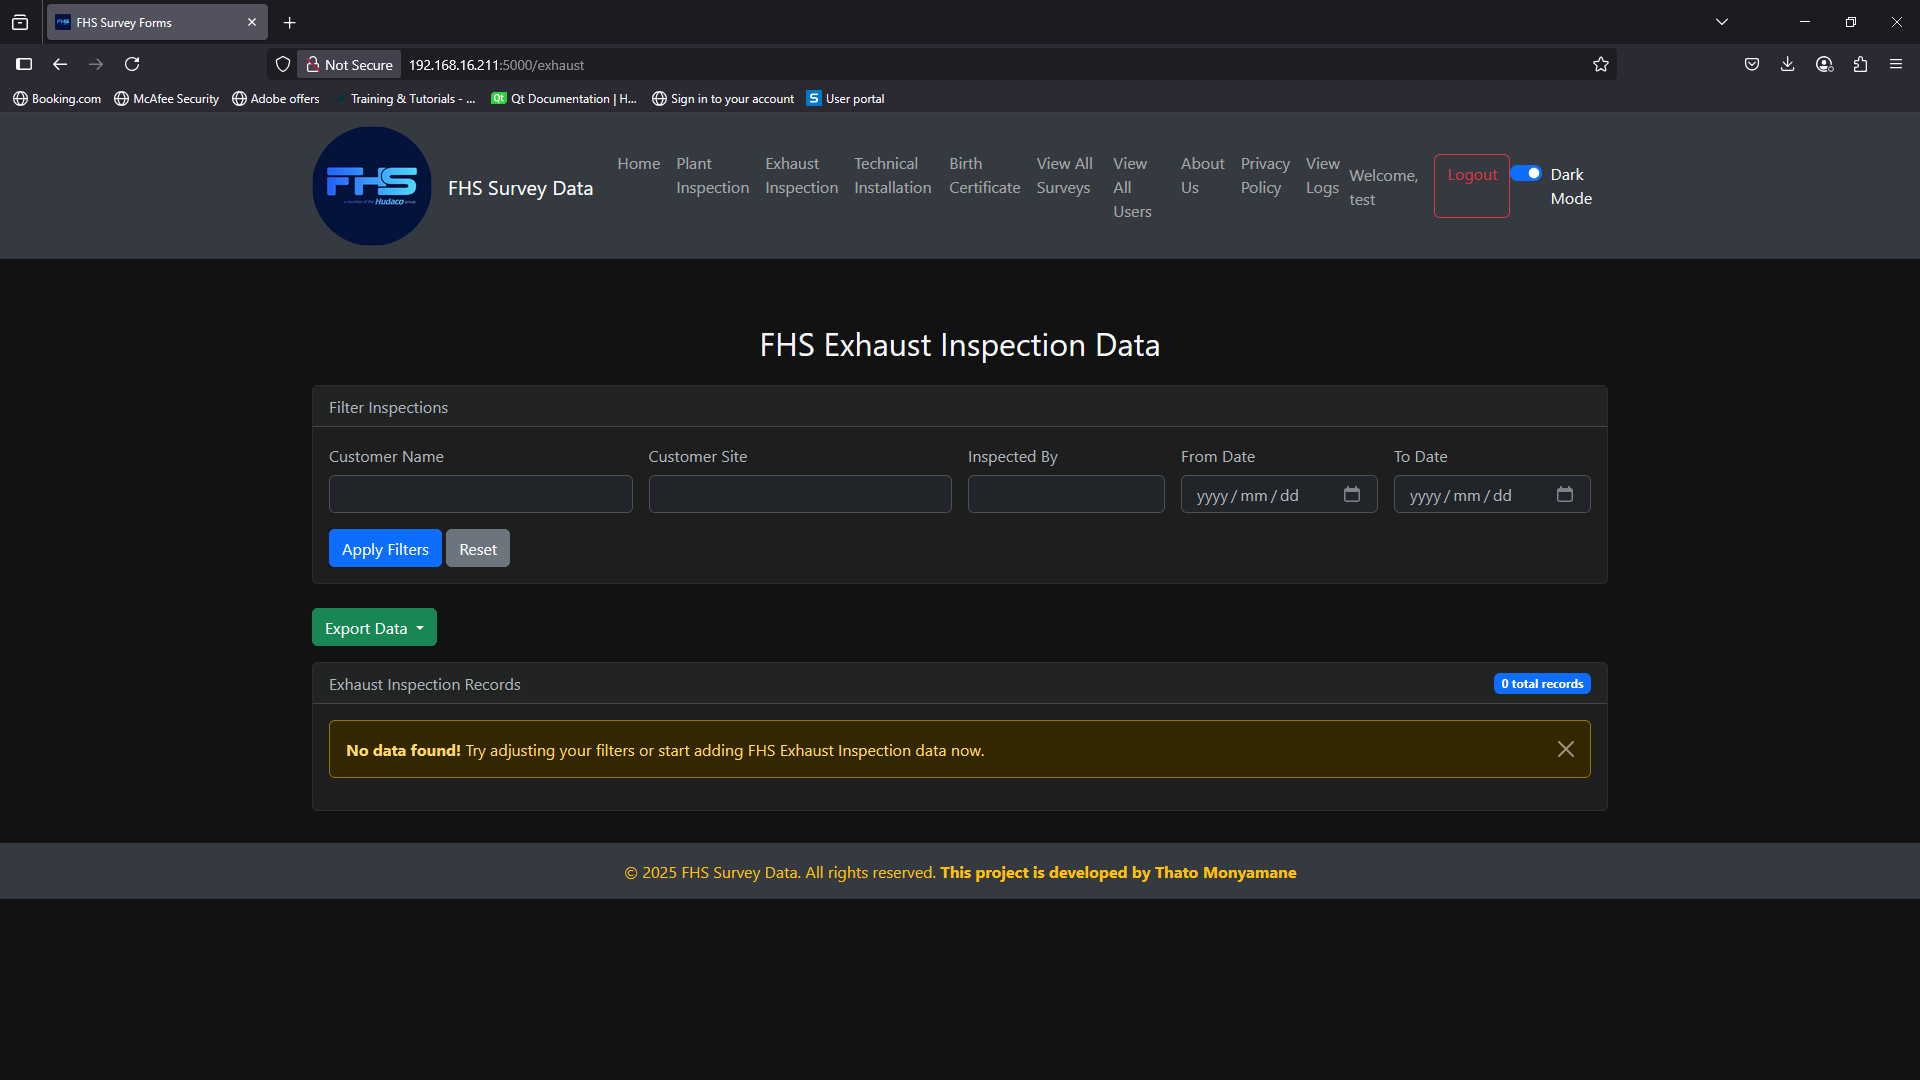 FHS Survey Forms
Not Secure
192.168.16.211:5000/exhaust
Booking.com
McAfee Security
Adobe offers
Training & Tutorials - ...
Qt Documentation | H...
Sign in to your account
User portal
FHS
a member of the Hudaco group
FHS Survey Data
Home
Plant
Inspection
Exhaust
Inspection
Technical
Installation
Birth
Certificate
View All
Surveys
View
All
Users
About
Us
Privacy
Policy
View
Logs
Welcome,
test
Logout
Dark
Mode
FHS Exhaust Inspection Data
Filter Inspections
Customer Name
Customer Site
Inspected By
From Date
To Date
yyyy / mm / dd
yyyy / mm / dd
Apply Filters
Reset
Export Data
Exhaust Inspection Records
0 total records
No data found! Try adjusting your filters or start adding FHS Exhaust Inspection data now.
© 2025 FHS Survey Data. All rights reserved. This project is developed by Thato Monyamane